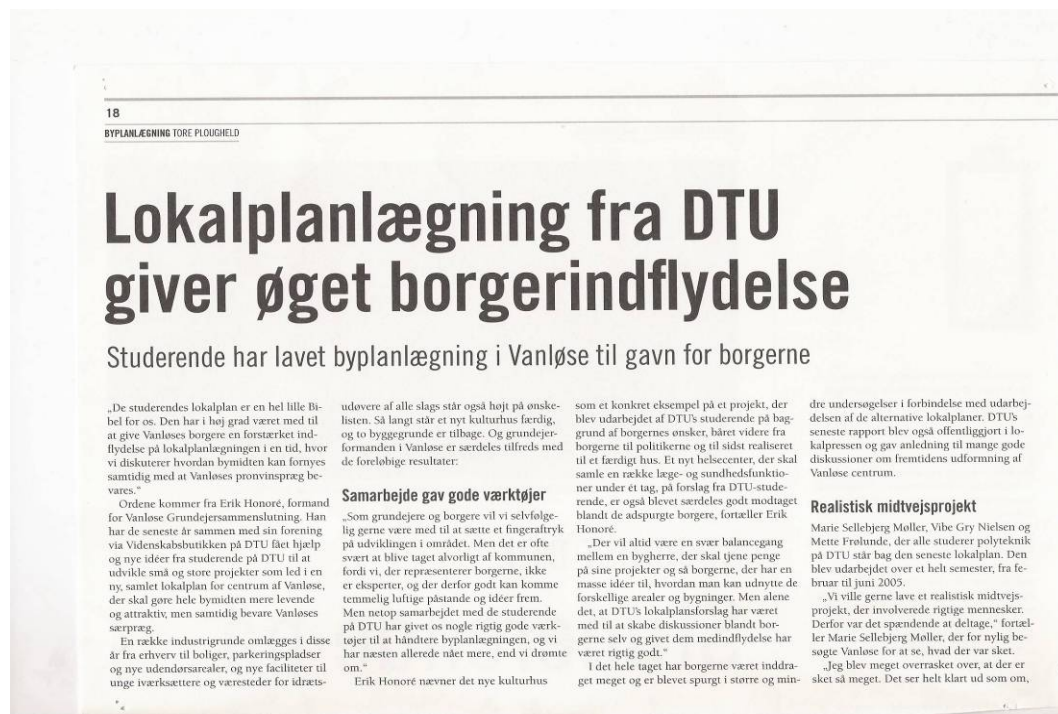 18
BYPLANLÆGNING TORE PLOUGHELD
Lokalplanlægning fra DTU
giver øget borgerindflydelse
Studerende har lavet byplanlægning i Vanløse til gavn for borgerne
„De studerendes lokalplan er en hel lille Bi-
bel for os. Den har i høj grad været med til
at give Vanløses borgere en forstærket ind-
flydelse på lokalplanlægningen i en tid, hvor
vi diskuterer hvordan bymidten kan fornyes
samtidig med at Vanløses pronvinspræg be-
vares.“
Ordene kommer fra Erik Honoré, formand
for Vanløse Grundejersammenslutning. Han
har de seneste år sammen med sin forening
via Videnskabsbutikken på DTU fået hjælp
og nye idéer fra studerende på DTU til at
udvikle små og store projekter som led i en
ny, samlet lokalplan for centrum af Vanløse,
der skal gøre hele bymidten mere levende
og attraktiv, men samtidig bevare Vanløses
særpræg.
En række industrigrunde omlægges i disse
år fra erhverv til boliger, parkeringspladser
og nye udendørsarealer, og nye faciliteter til
unge iværksættere og væresteder for idræts-
udøvere af alle slags står også højt på ønske-
listen. Så langt står et nyt kulturhus færdig,
og to byggegrunde er tilbage. Og grundejer-
formanden i Vanløse er særdeles tilfreds med
de foreløbige resultater:
Samarbejde gav gode værktøjer
„Som grundejere og borgere vil vi selvfølge-
lig gerne være med til at sætte et fingeraftryk
på udviklingen i området. Men det er ofte
svært at blive taget alvorligt af kommunen,
fordi vi, der repræsenterer borgerne, ikke
er eksperter, og der derfor godt kan komme
temmelig luftige påstande og idéer frem.
Men netop samarbejdet med de studerende
på DTU har givet os nogle rigtig gode værk-
tøjer til at håndtere byplanlægningen, og vi
har næsten allerede nået mere, end vi drømte
om.“
Erik Honoré nævner det nye kulturhus
som et konkret eksempel på et projekt, der
blev udarbejdet af DTU's studerende på bag-
grund af borgernes ønsker, båret videre fra
borgerne til politikerne og til sidst realiseret
til et færdigt hus. Et nyt helsecenter, der skal
samle en række læge- og sundhedsfunktio-
ner under ét tag, på forslag fra DTU-stude-
rende, er også blevet særdeles godt modtaget
blandt de adspurgte borgere, fortæller Erik
Honoré.
„Der vil altid være en svær balancegang
mellem en bygherre, der skal tjene penge
på sine projekter og så borgerne, der har en
masse idéer til, hvordan man kan udnytte de
forskellige arealer og bygninger. Men alene
det, at DTU's lokalplansforslag har været
med til at skabe diskussioner blandt bor-
gerne selv og givet dem medindflydelse har
været rigtig godt.“
I det hele taget har borgerne været inddra-
get meget og er blevet spurgt i større og min-
dre undersøgelser i forbindelse med udarbej-
delsen af de alternative lokalplaner. DTU's
seneste rapport blev også offentliggjort i lo-
kalpressen og gav anledning til mange gode
diskussioner om fremtidens udformning af
Vanløse centrum.
Realistisk midtvejsprojekt
Marie Sellebjerg Møller, Vibe Gry Nielsen og
Mette Frølunde, der alle studerer polyteknik
på DTU står bag den seneste lokalplan. Den
blev udarbejdet over et helt semester, fra fe-
bruar til juni 2005.
„Vi ville gerne lave et realistisk midtvejs-
projekt, der involverede rigtige mennesker.
Derfor var det spændende at deltage,“ fortæl-
ler Marie Sellebjerg Møller, der for nylig be-
søgte Vanløse for at se, hvad der var sket.
„Jeg blev meget overrasket over, at der er
sket så meget. Det ser helt klart ud som om,